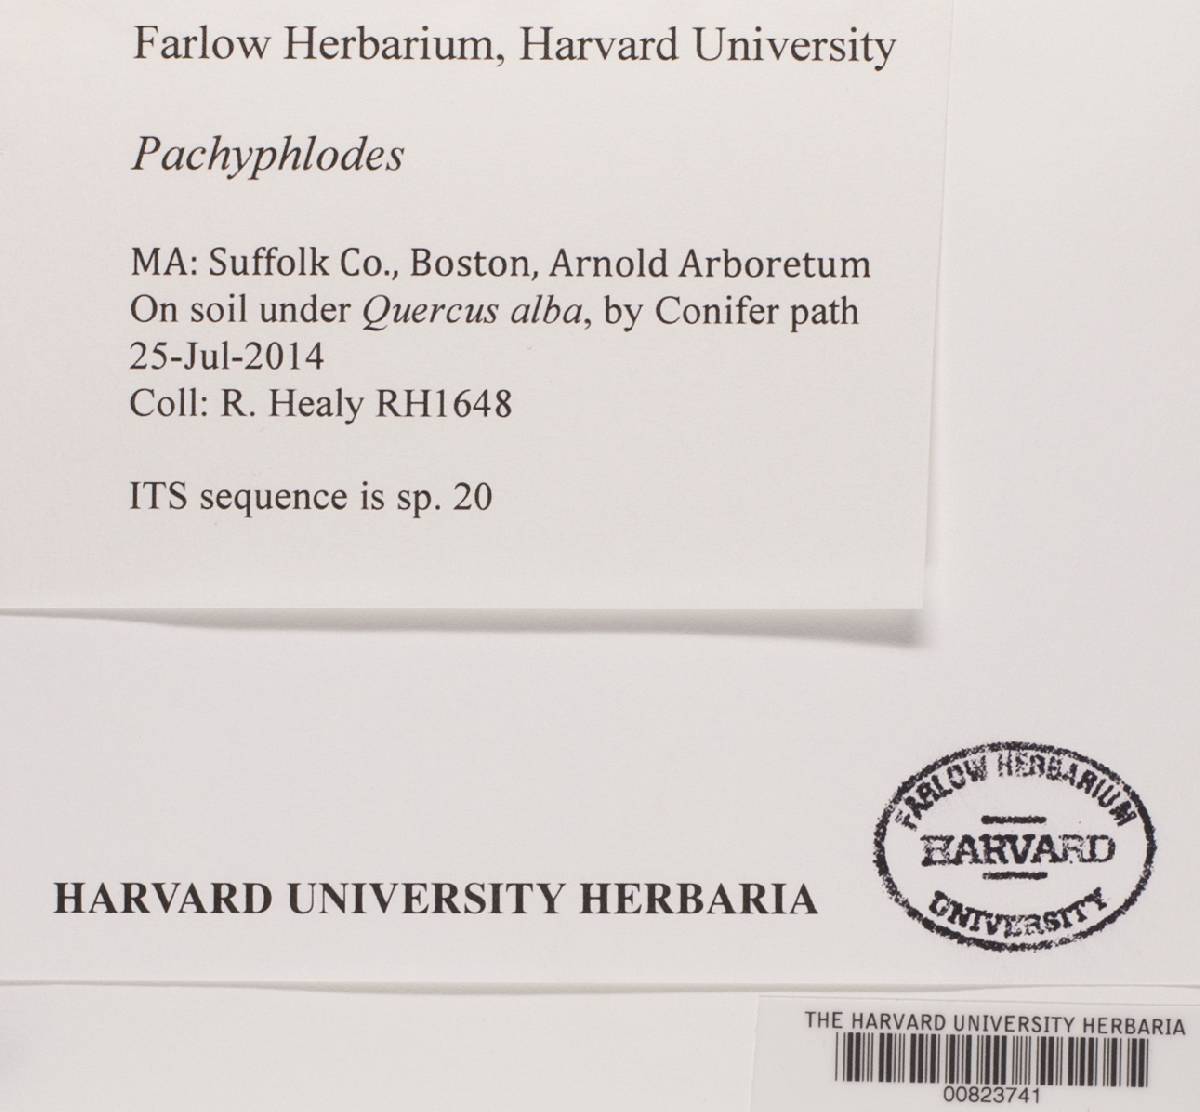 Farlow Herbarium, Harvard University
Pachyphlodes
MA: Suffolk Co., Boston, Arnold Arboretum
On soil under Quercus alba, by Conifer path
25-Jul-2014
Coll: R. Healy RH1648
ITS sequence is sp. 20
FARLOW HERBARIUM
HARVARD
UNIVERSITY
HARVARD UNIVERSITY HERBARIA
THE HARVARD UNIVERSITY HERBARIA
00823741